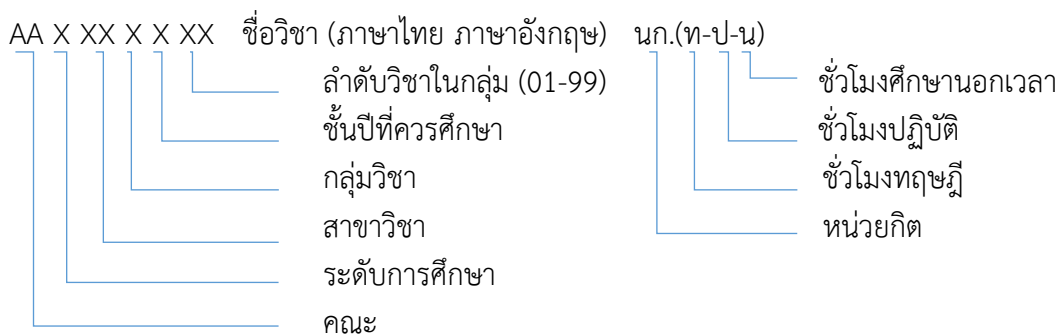 AA X XX X X XX ชื่อวิชา (ภาษาไทย ภาษาอังกฤษ) นก.(ท-ป-น)
ลำดับวิชาในกลุ่ม (01-99) ชั่วโมงศึกษานอกเวลา
ชั้นปีที่ควรศึกษา ชั่วโมงปฏิบัติ
กลุ่มวิชา ชั่วโมงทฤษฎี
สาขาวิชา หน่วยกิต
ระดับการศึกษา
คณะ